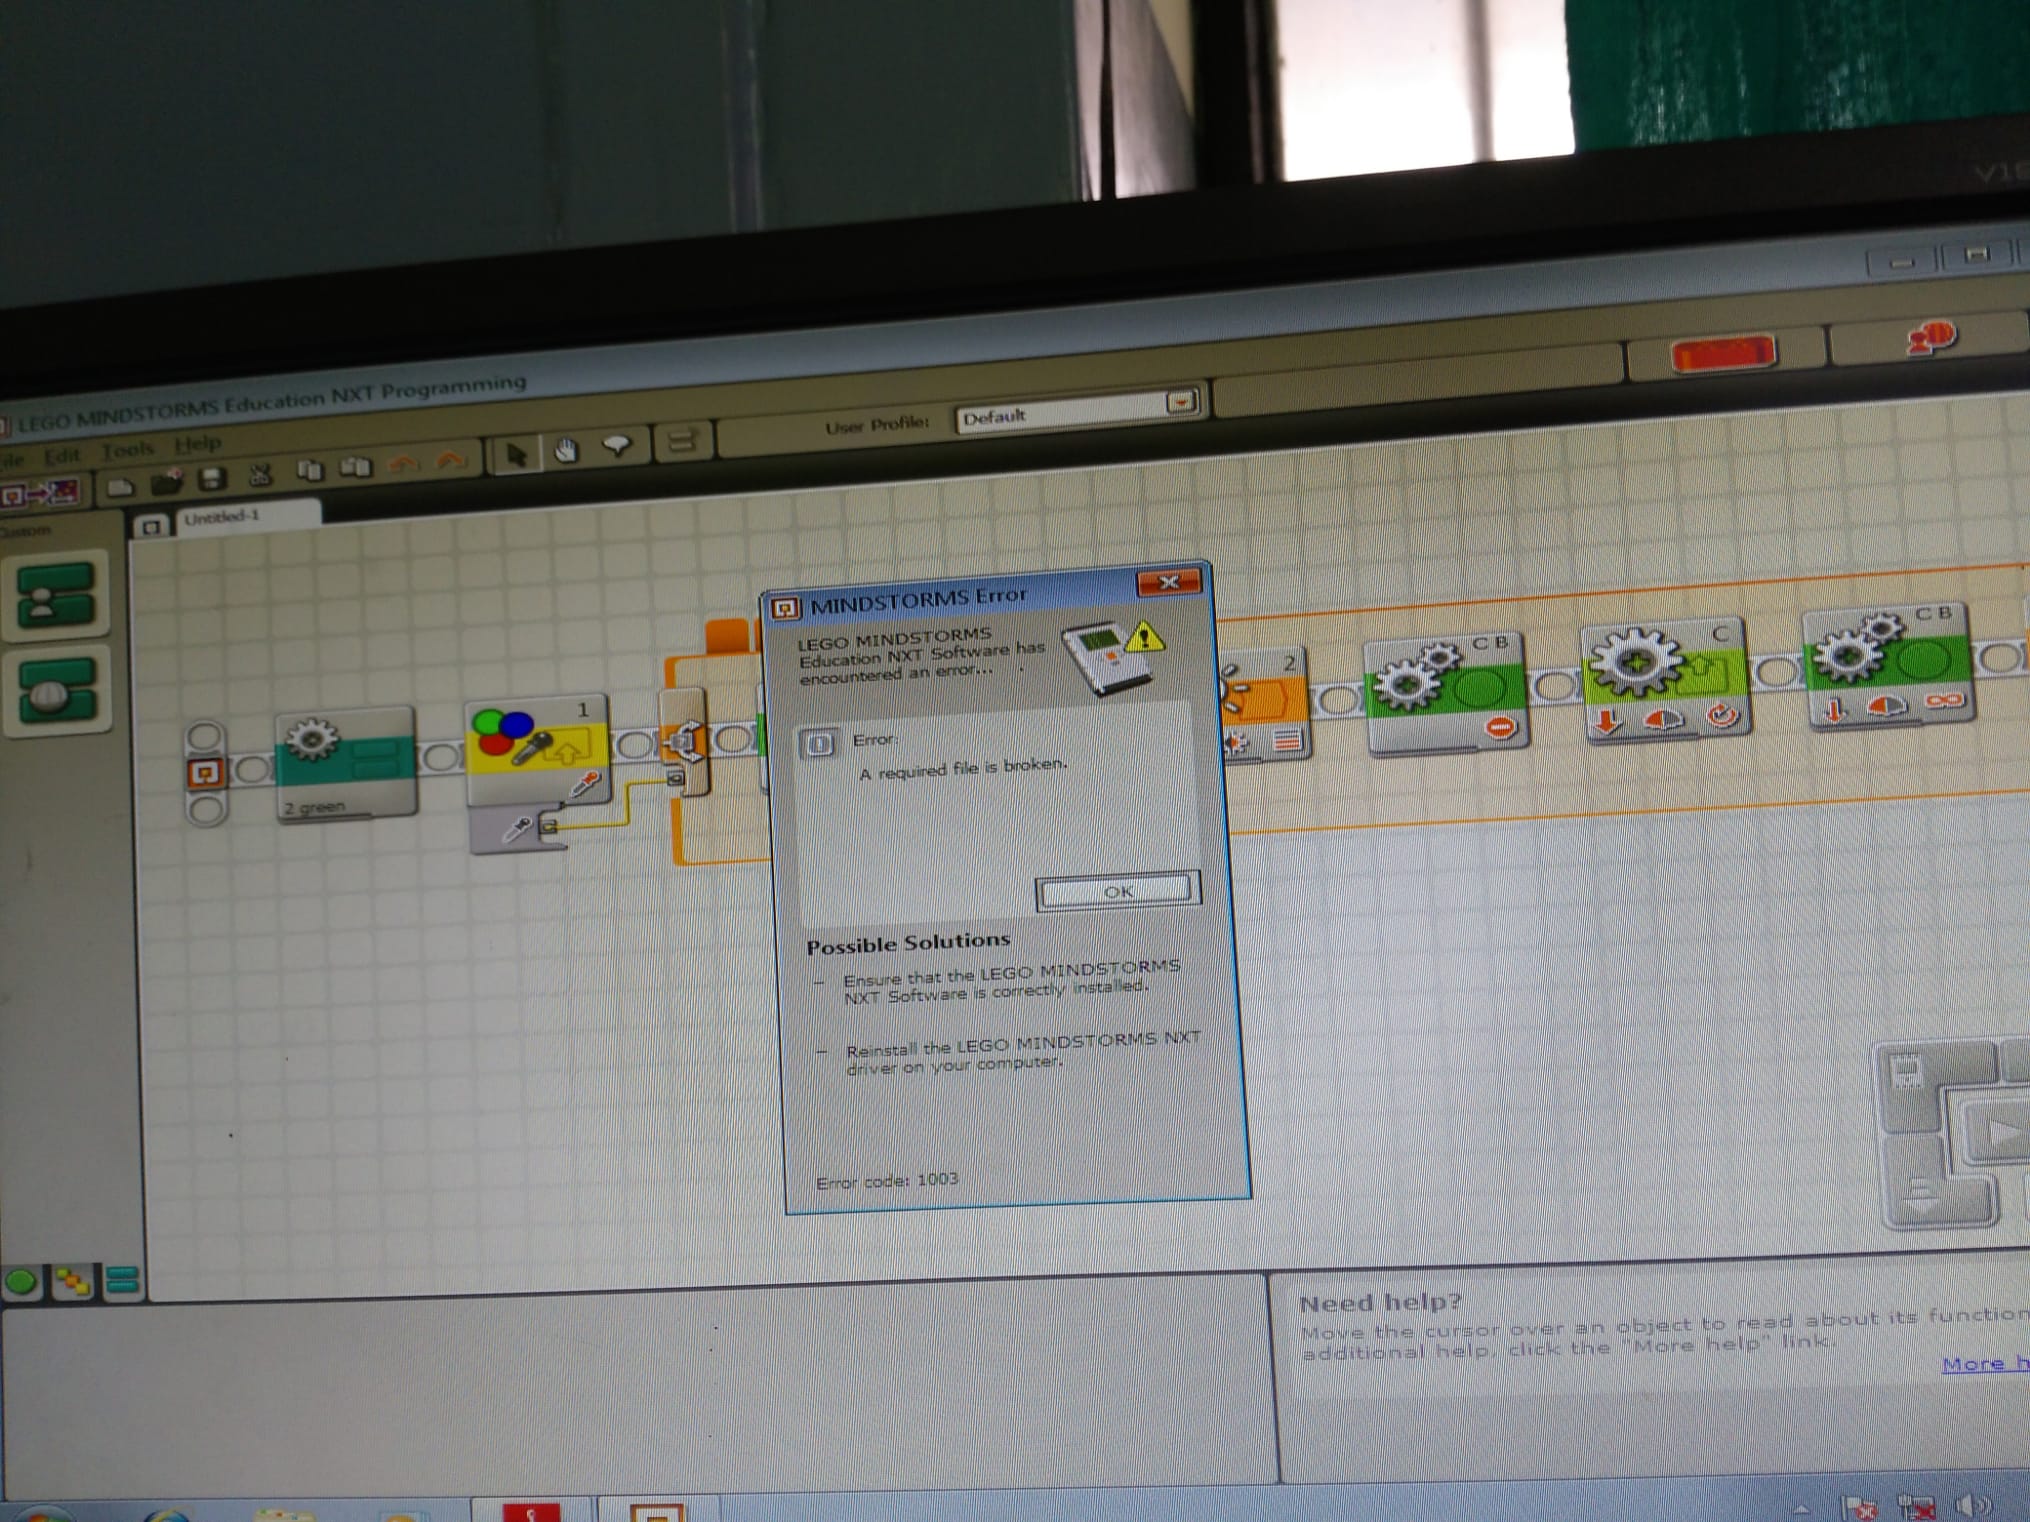 LEGO MINDSTORMS Education NXT Programming
Edit Tools Help
User Profile: Default
Untitled-1
MINDSTORMS Error
LEGO MINDSTORMS
Education NXT Software has
encountered an error...
Error:
A required file is broken.
OK
Possible Solutions
– Ensure that the LEGO MINDSTORMS
NXT Software is correctly installed.
– Reinstall the LEGO MINDSTORMS NXT
driver on your computer.
Error code: 1003
2 green
1
2
C B
C
C B
Need help?
Move the cursor over an object to read about its function
additional help, click the "More help" link.
More h